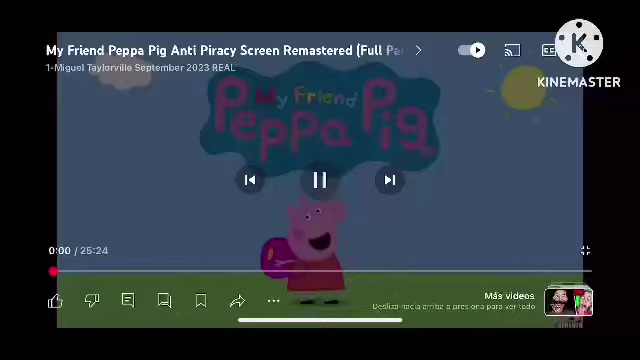 My Friend Peppa Pig Anti Piracy Screen Remastered (Full Pa
1-Miguel Taylorville September 2023 REAL
CC
K
KINEMASTER
My Friend
Peppa Pig
0:00 / 25:24
Más videos
Desliza hacia arriba o presiona para ver todo